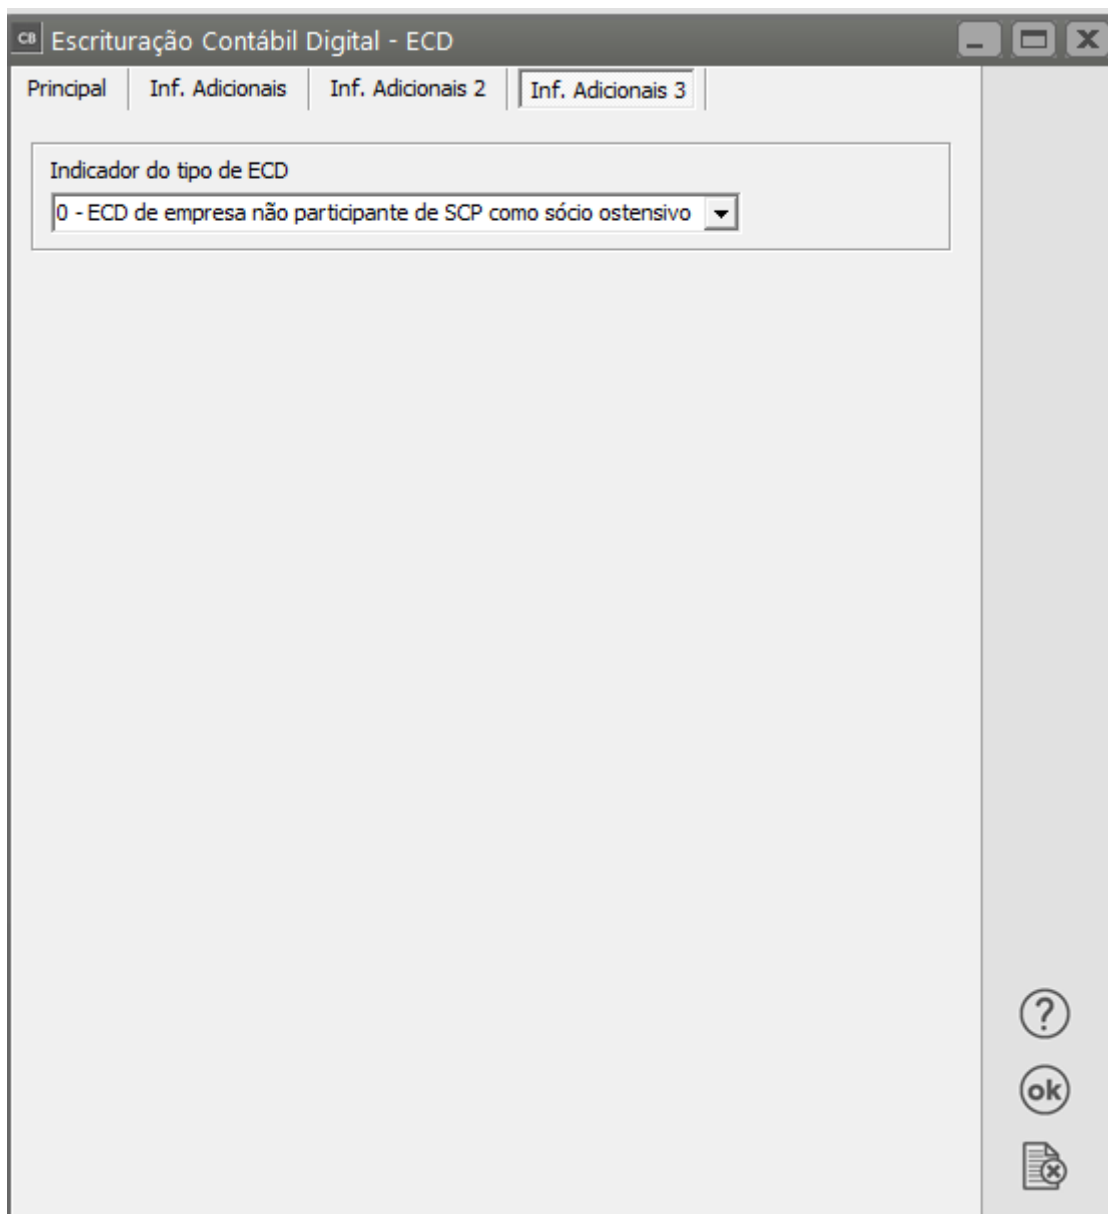 CB Escrituração Contábil Digital - ECD
Principal Inf. Adicionais Inf. Adicionais 2 Inf. Adicionais 3
Indicador do tipo de ECD
0 - ECD de empresa não participante de SCP como sócio ostensivo
?
ok